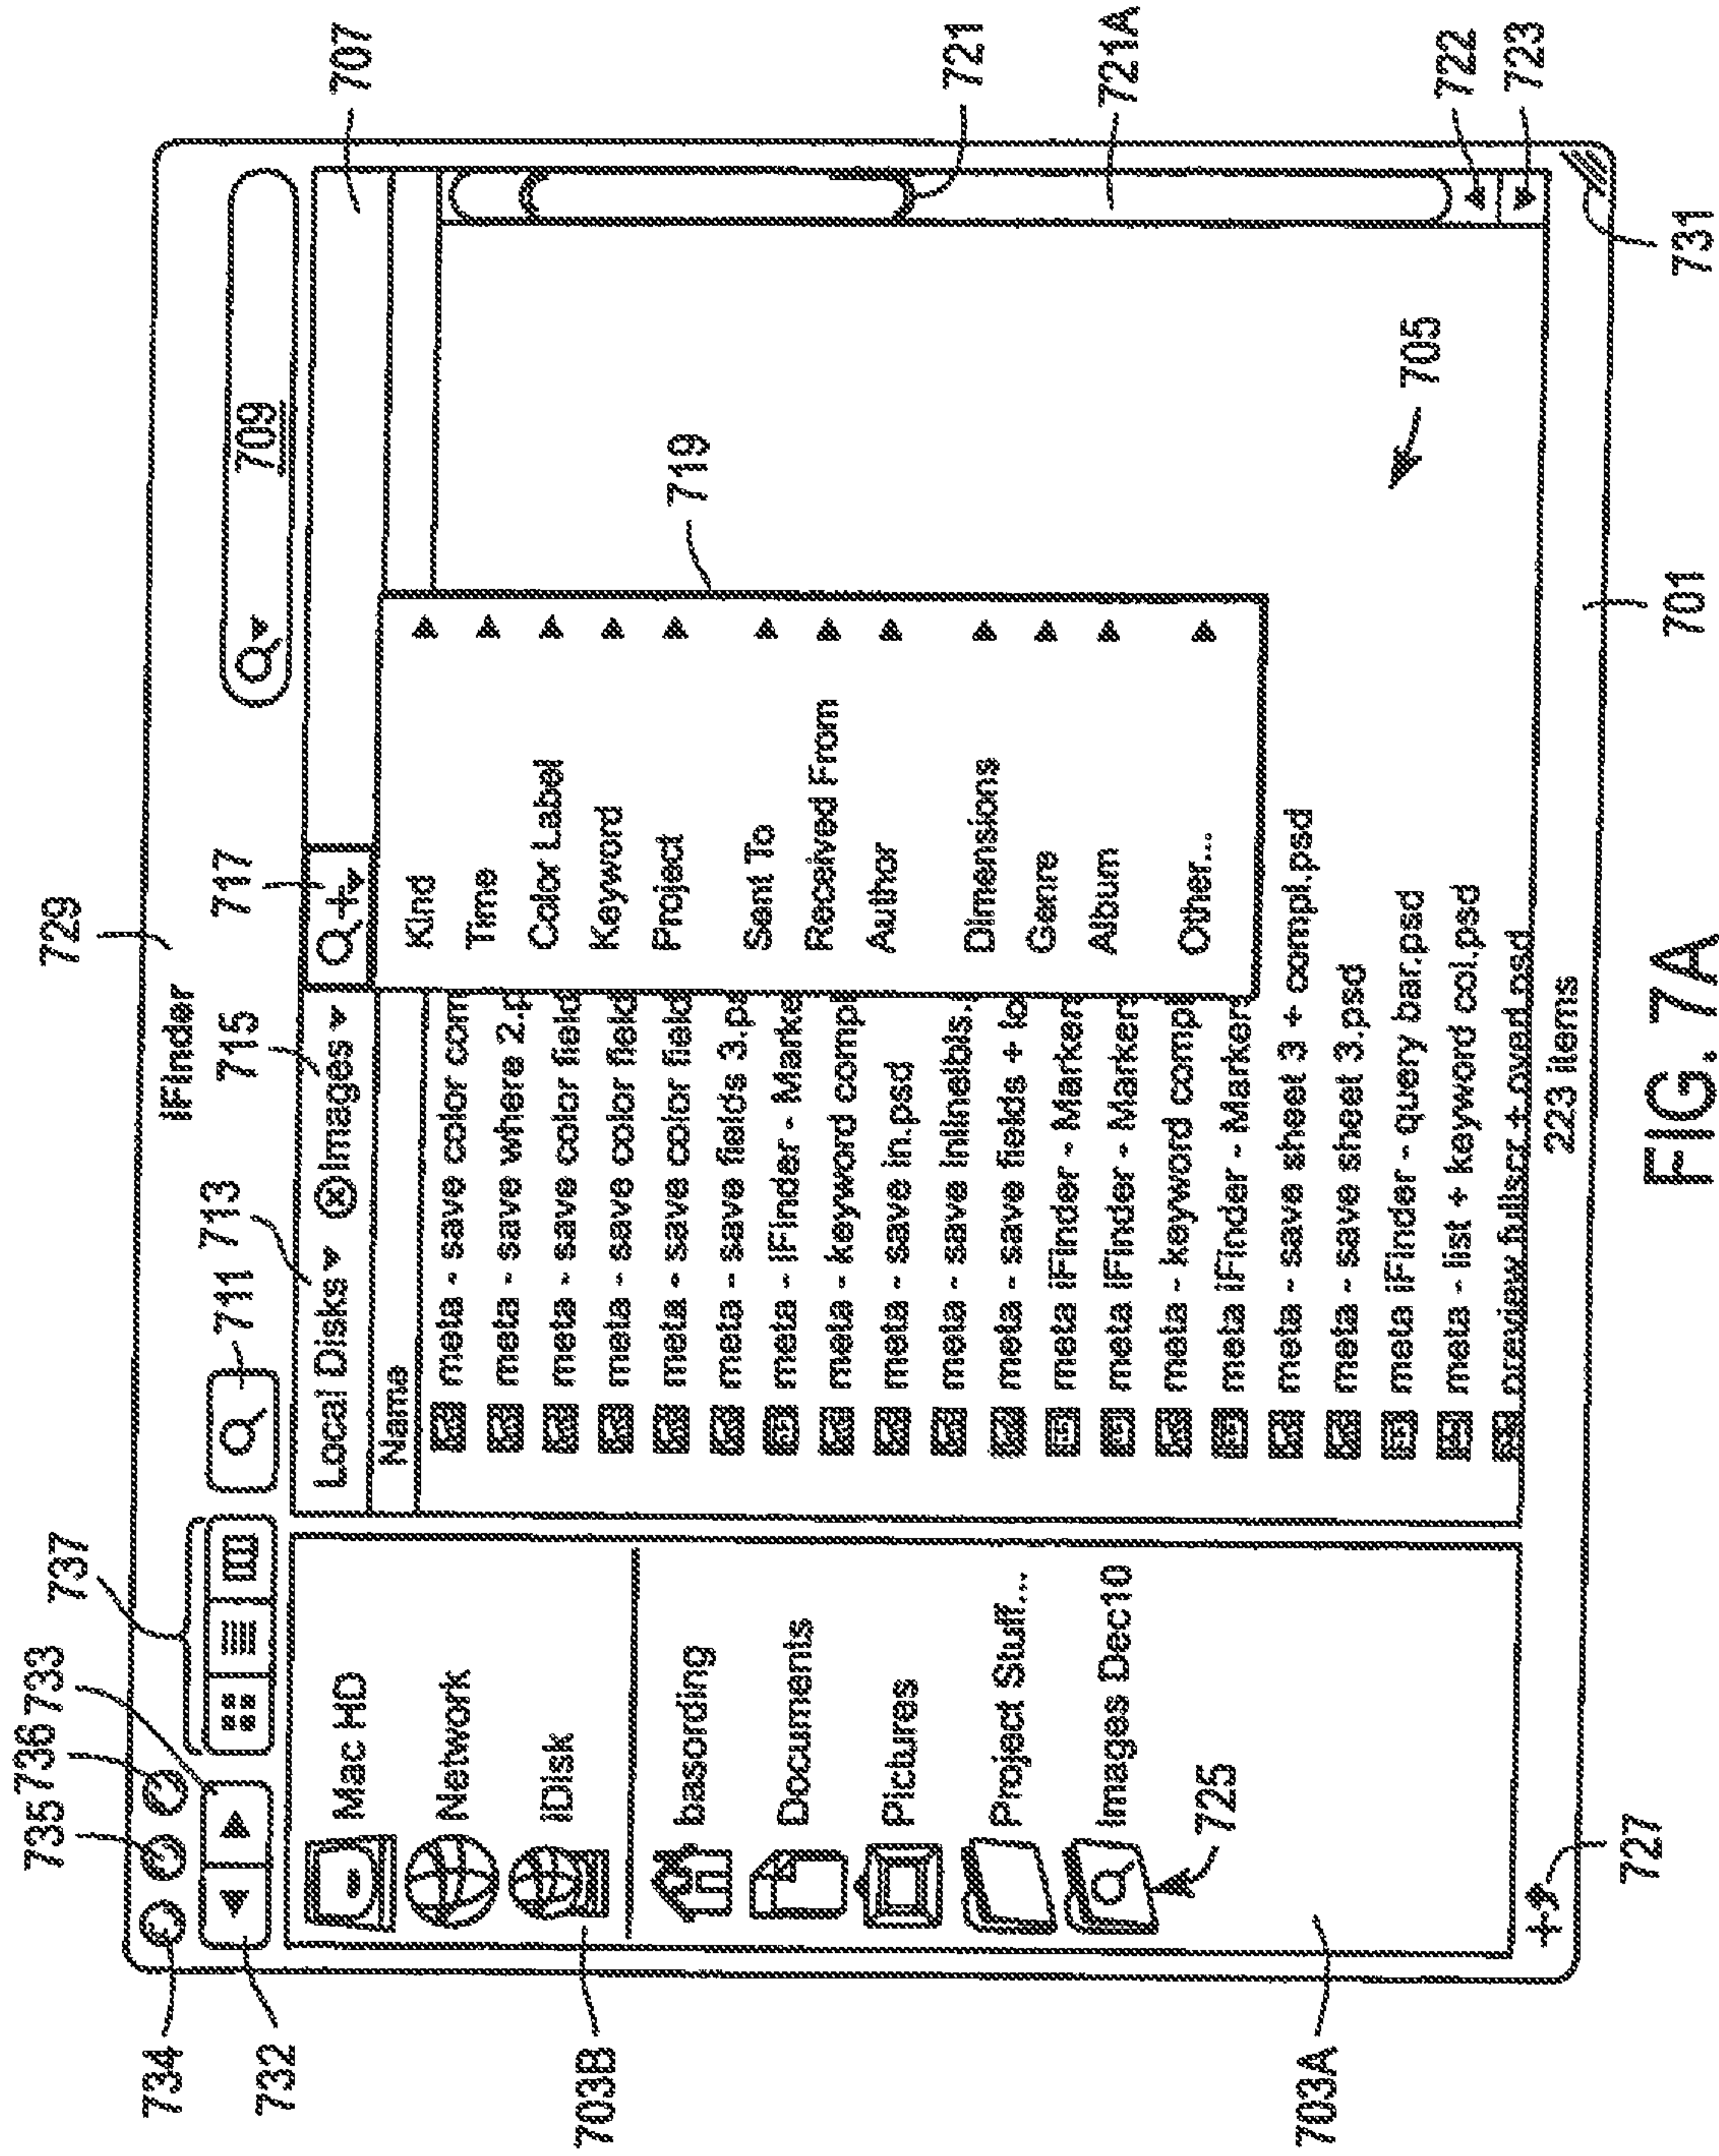 729
iFinder
734
735
736
733
737
732
711
713
715
717
709
707
Local Disks
Images
Name
Mac HD
Network
iDisk
703B
basording
Documents
Pictures
Project Stuff...
Images Dec10
725
703A
meta - save color com
meta - save where 2.p
meta - save color field
meta - save color field
meta - save color field
meta - save fields 3.ps
meta - iFinder - Marke
meta - keyword comp
meta - save in.psd
meta - save inlinelbls.
meta - save fields + lo
meta iFinder - Marker
meta iFinder - Marker
meta - keyword comp
meta iFinder - Marker
meta - save sheet 3 + compl.psd
meta - save sheet 3.psd
meta iFinder - query bar.psd
meta - list + keyword col.psd
preview fullscr + over.psd
Kind
Time
Color Label
Keyword
Project
Sent To
Received From
Author
Dimensions
Genre
Album
Other...
719
705
721
721A
722
723
731
727
223 items
701
FIG. 7A